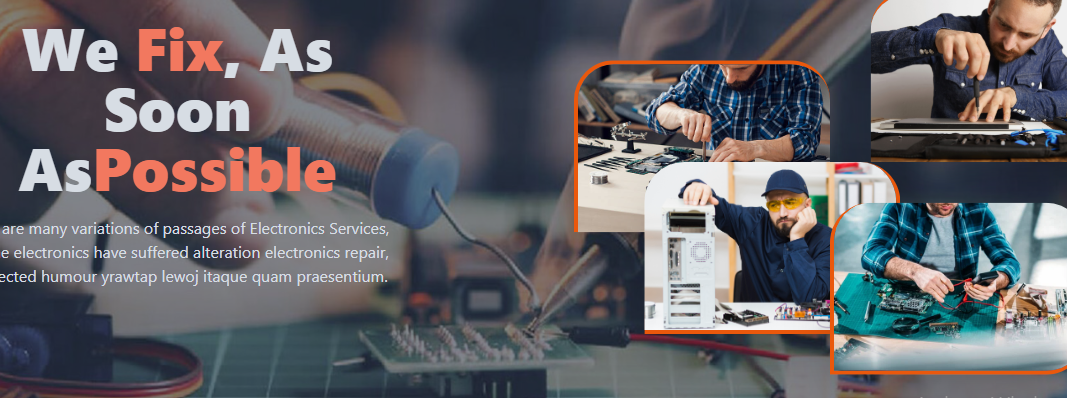 We Fix, As
Soon
AsPossible
are many variations of passages of Electronics Services,
e electronics have suffered alteration electronics repair,
ected humour yrawtap lewoj itaque quam praesentium.